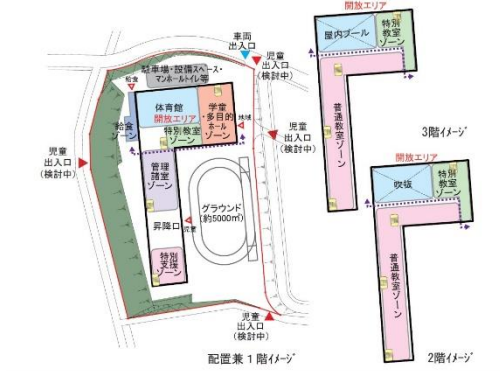 車両
出入口
児童
出入口
(検討中)
駐車場・設備スペース・
マンホールトイレ等
給食
体育館
開放エリア
特別教室
ゾーン
学童
・多目的
ホール
ゾーン
地域
給食
ゾーン
児童
出入口
(検討中)
児童
出入口
(検討中)
管理
諸室
ゾーン
グラウンド
(約5000㎡)
昇降口
児童
特別
支援
ゾーン
児童
出入口
(検討中)
配置兼1階イメージ
開放エリア
屋内プール
特別
教室
ゾーン
普通教室ゾーン
3階イメージ
開放エリア
吹抜
特別
教室
ゾーン
普通教室ゾーン
2階イメージ